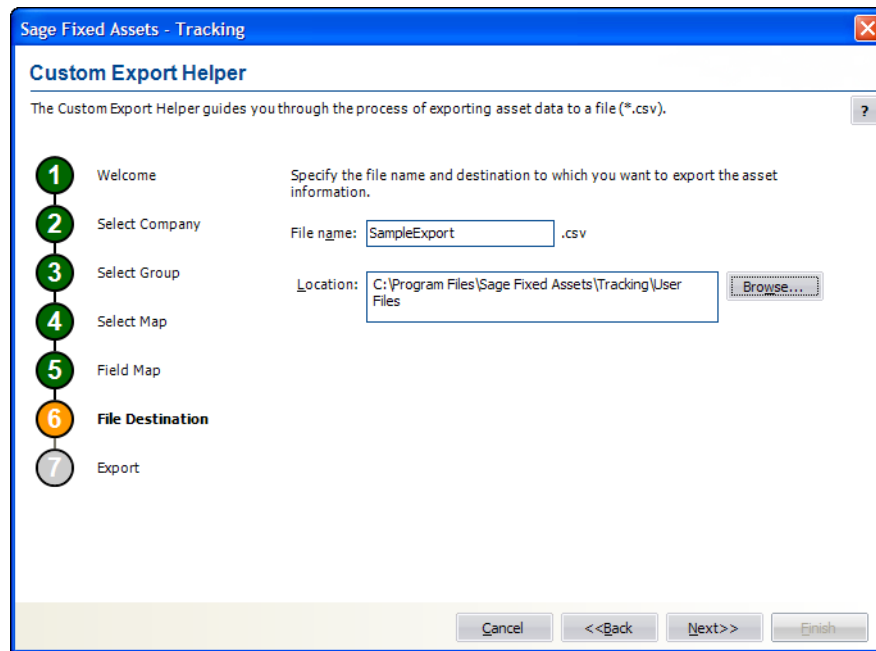 Sage Fixed Assets - Tracking
Custom Export Helper
The Custom Export Helper guides you through the process of exporting asset data to a file (*.csv).
?
1 Welcome
2 Select Company
3 Select Group
4 Select Map
5 Field Map
6 File Destination
7 Export
Specify the file name and destination to which you want to export the asset
information.
File name: SampleExport .csv
Location: C:\Program Files\Sage Fixed Assets\Tracking\User
Files
Browse...
Cancel <<Back Next>> Finish